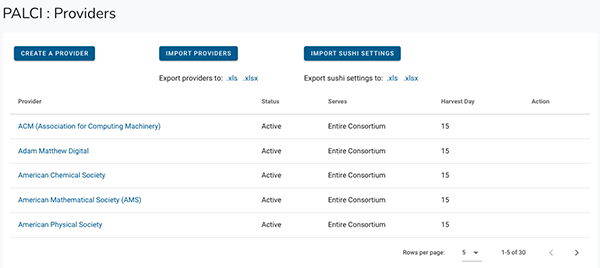 PALCI : Providers
CREATE A PROVIDER IMPORT PROVIDERS IMPORT SUSHI SETTINGS
Export providers to: .xls .xlsx Export sushi settings to: .xls .xlsx
Provider Status Serves Harvest Day Action
ACM (Association for Computing Machinery) Active Entire Consortium 15
Adam Matthew Digital Active Entire Consortium 15
American Chemical Society Active Entire Consortium 15
American Mathematical Society (AMS) Active Entire Consortium 15
American Physical Society Active Entire Consortium 15
Rows per page: 5 1-5 of 30